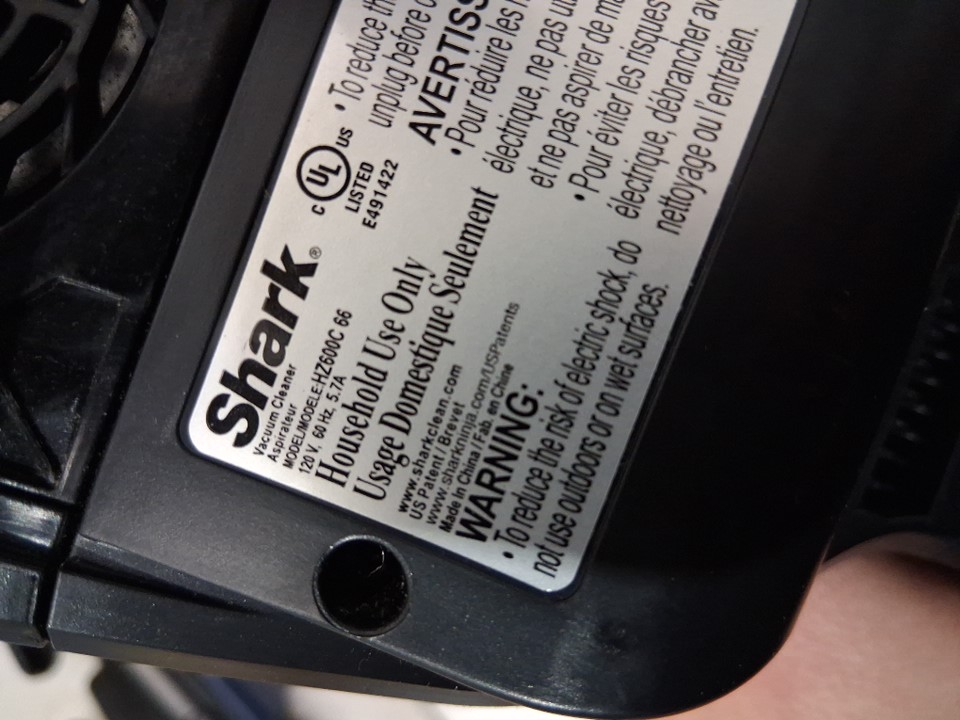 Shark®
Vacuum Cleaner
Aspirateur
MODEL/MODELE:HZ600C 66
120 V, 60 Hz, 5.7A
C UL US
LISTED
E491422
Household Use Only
Usage Domestique Seulement
www.sharkclean.com
US Patent / Brevet
www.sharkninja.com/USPatents
Made in China / Fab. en Chine
WARNING:
• To reduce the risk of electric shock, do
not use outdoors or on wet surfaces.
• To reduce
unplug before
AVERTISS
• Pour réduire les
électrique, ne pas
et ne pas aspirer de
• Pour éviter les risques
électrique, débrancher
nettoyage ou l'entretien.